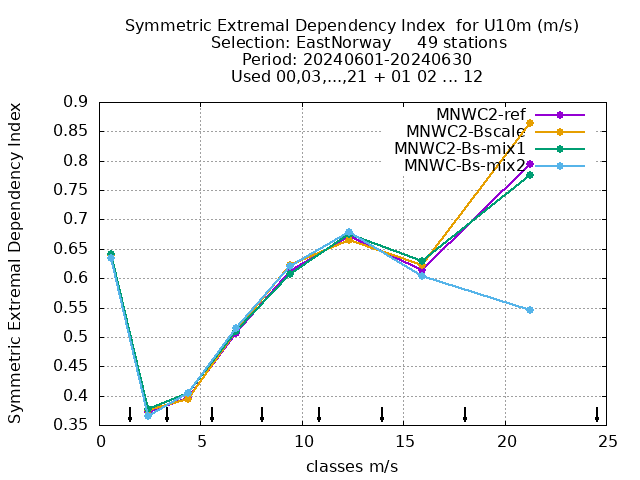 Symmetric Extremal Dependency Index  for U10m (m/s)
Selection: EastNorway     49 stations
Period: 20240601-20240630
Used 00,03,...,21 + 01 02 ... 12
Symmetric Extremal Dependency Index
0.9
0.85
0.8
0.75
0.7
0.65
0.6
0.55
0.5
0.45
0.4
0.35
MNWC2-ref
MNWC2-Bscale
MNWC2-Bs-mix1
MNWC-Bs-mix2
0 5 10 15 20 25
classes m/s